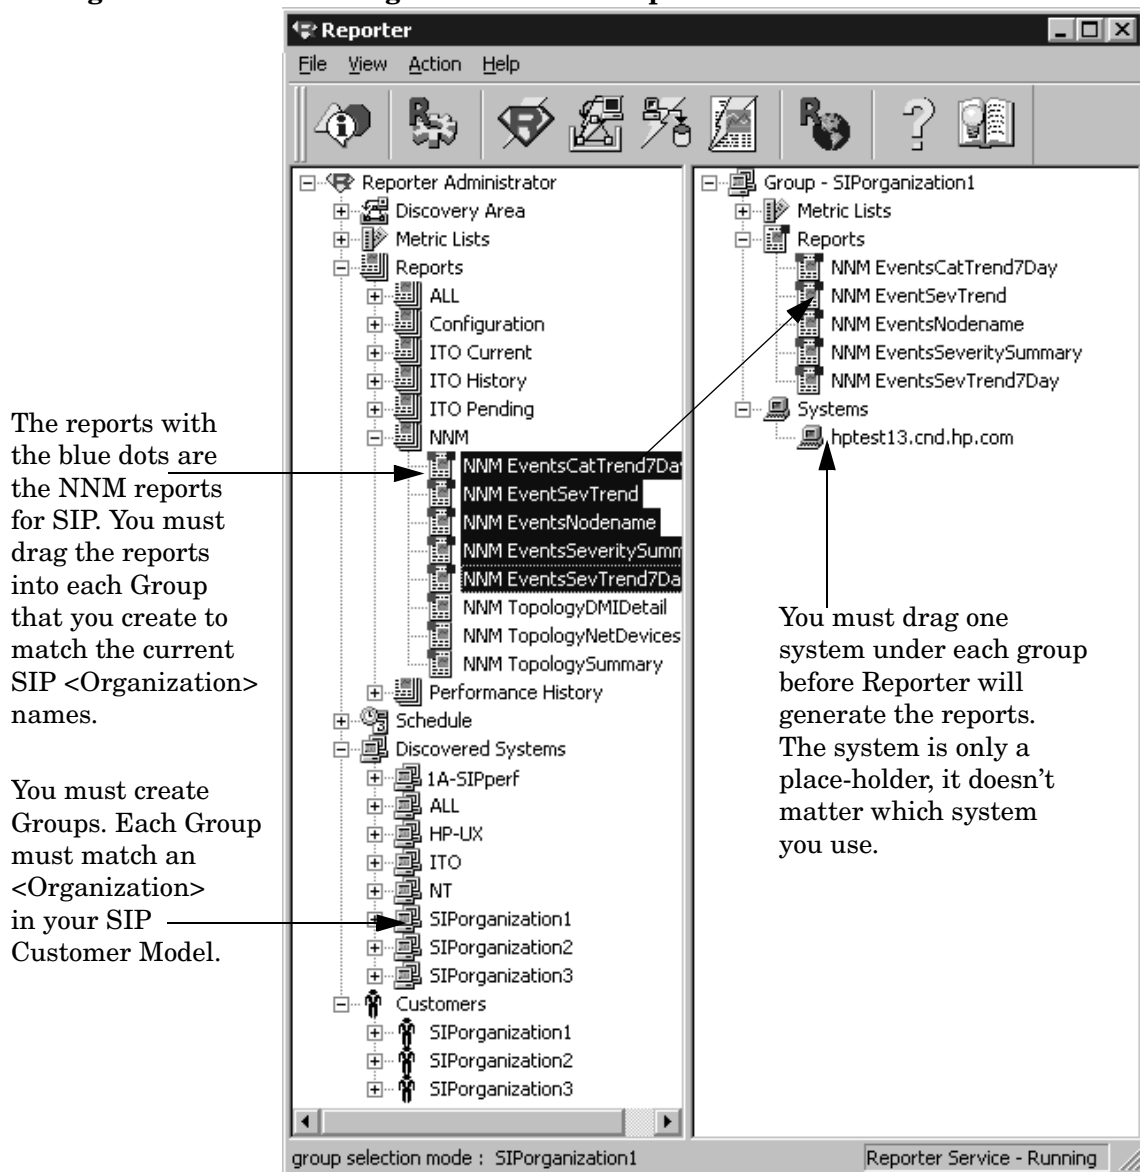 Reporter
File View Action Help
Reporter Administrator
Discovery Area
Metric Lists
Reports
ALL
Configuration
ITO Current
ITO History
ITO Pending
NNM
NNM EventsCatTrend7Da
NNM EventSevTrend
NNM EventsNodename
NNM EventsSeveritySumm
NNM EventsSevTrend7Da
NNM TopologyDMIDetail
NNM TopologyNetDevices
NNM TopologySummary
Performance History
Schedule
Discovered Systems
1A-SIPperf
ALL
HP-UX
ITO
NT
SIPorganization1
SIPorganization2
SIPorganization3
Customers
SIPorganization1
SIPorganization2
SIPorganization3
Group - SIPorganization1
Metric Lists
Reports
NNM EventsCatTrend7Day
NNM EventSevTrend
NNM EventsNodename
NNM EventsSeveritySummary
NNM EventsSevTrend7Day
Systems
hptest13.cnd.hp.com
The reports with
the blue dots are
the NNM reports
for SIP. You must
drag the reports
into each Group
that you create to
match the current
SIP <Organization>
names.
You must create
Groups. Each Group
must match an
<Organization>
in your SIP
Customer Model.
You must drag one
system under each group
before Reporter will
generate the reports.
The system is only a
place-holder, it doesn't
matter which system
you use.
group selection mode : SIPorganization1
Reporter Service - Running